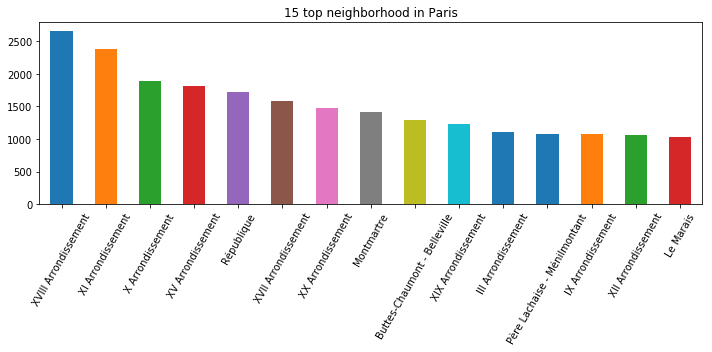 15 top neighborhood in Paris
2500
2000
1500
1000
500
0
XVIII Arrondissement
XI Arrondissement
X Arrondissement
XV Arrondissement
République
XVII Arrondissement
XX Arrondissement
Montmartre
Buttes-Chaumont - Belleville
XIX Arrondissement
III Arrondissement
Père Lachaise - Ménilmontant
IX Arrondissement
XII Arrondissement
Le Marais